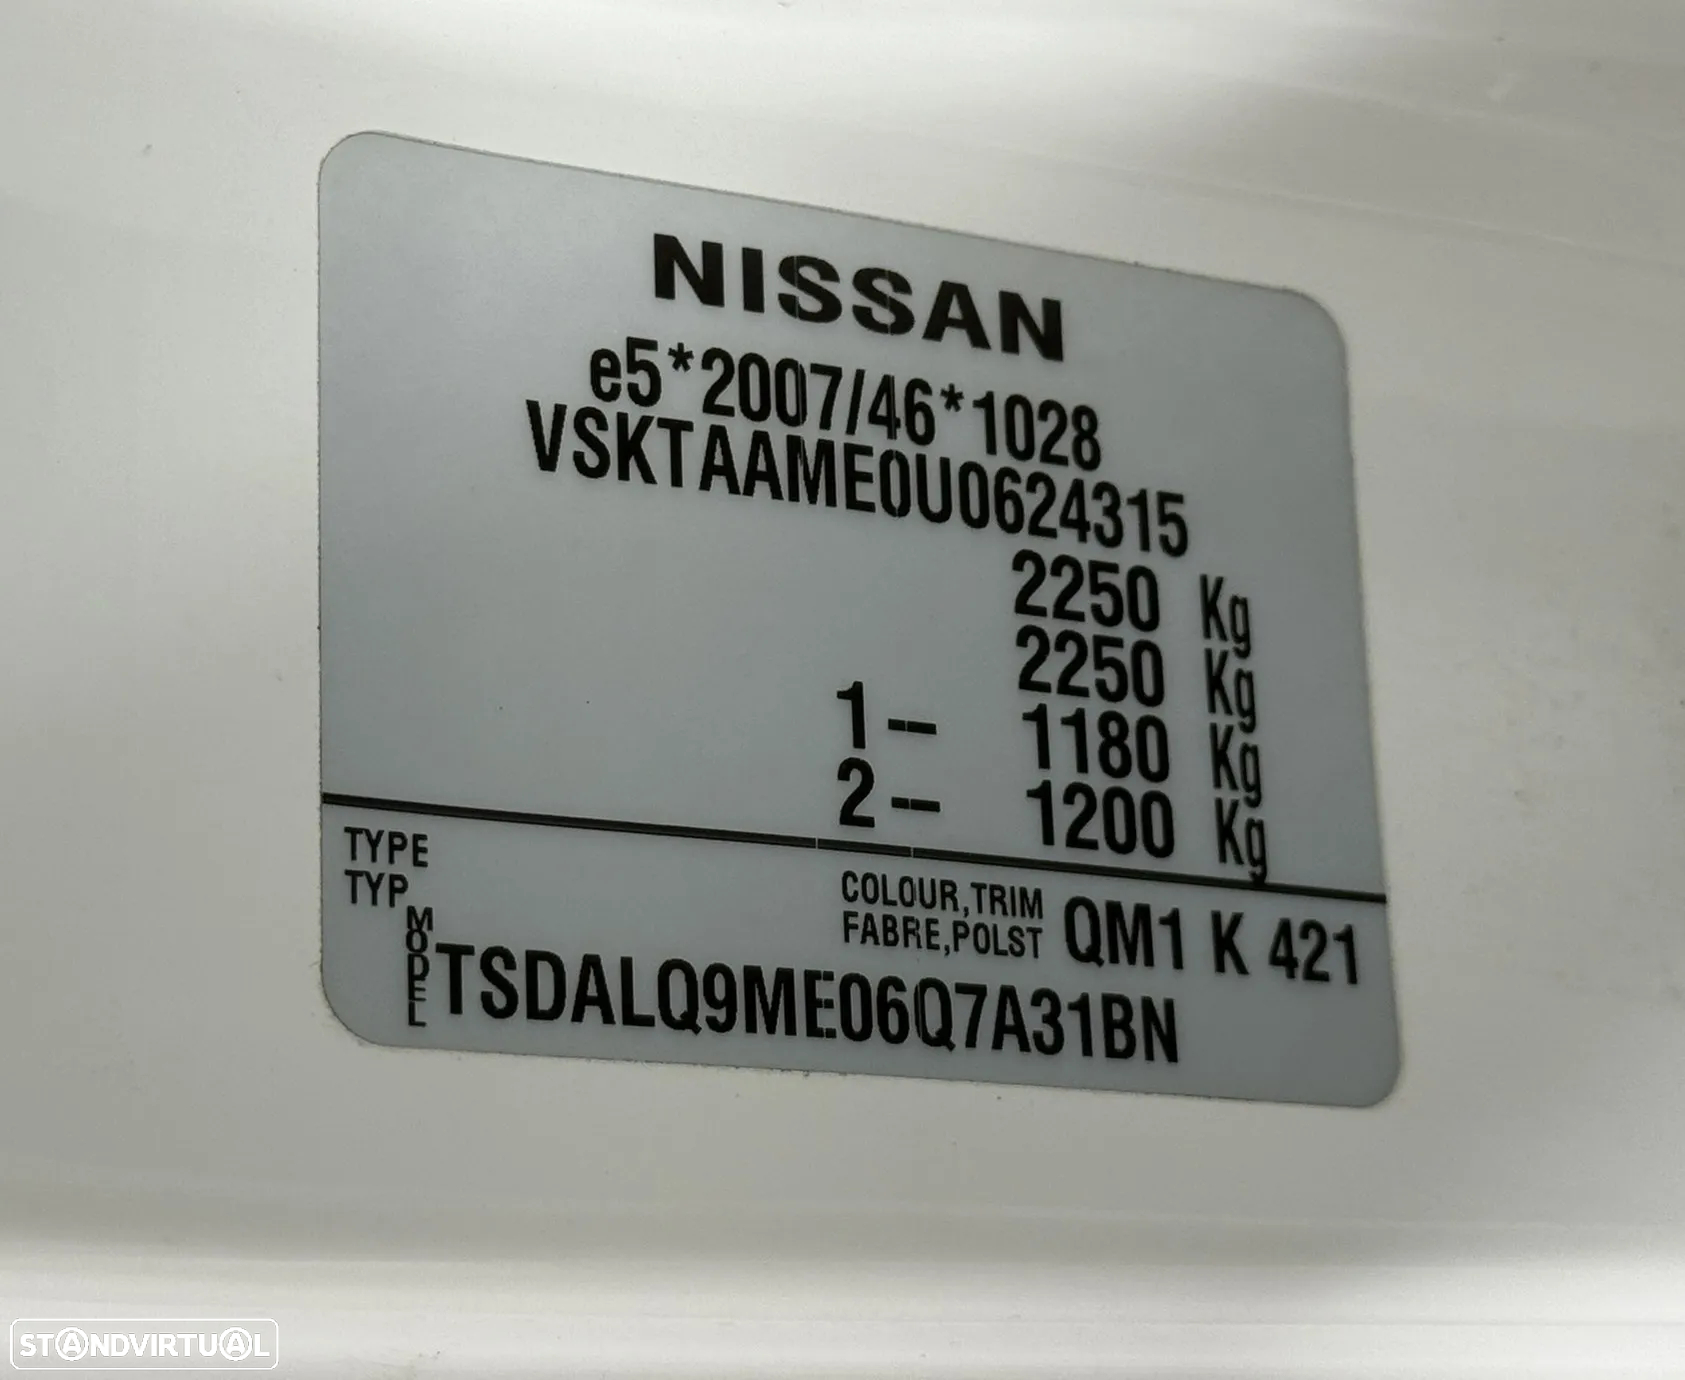 NISSAN
e5*2007/46*1028
VSKTAAME0U0624315
2250 Kg
2250 Kg
1-- 1180 Kg
2-- 1200 Kg
TYPE
TYP
MODEL
COLOUR,TRIM
FABRE,POLST
QM1 K 421
TSDALQ9ME06Q7A31BN
STANDVIRTUAL